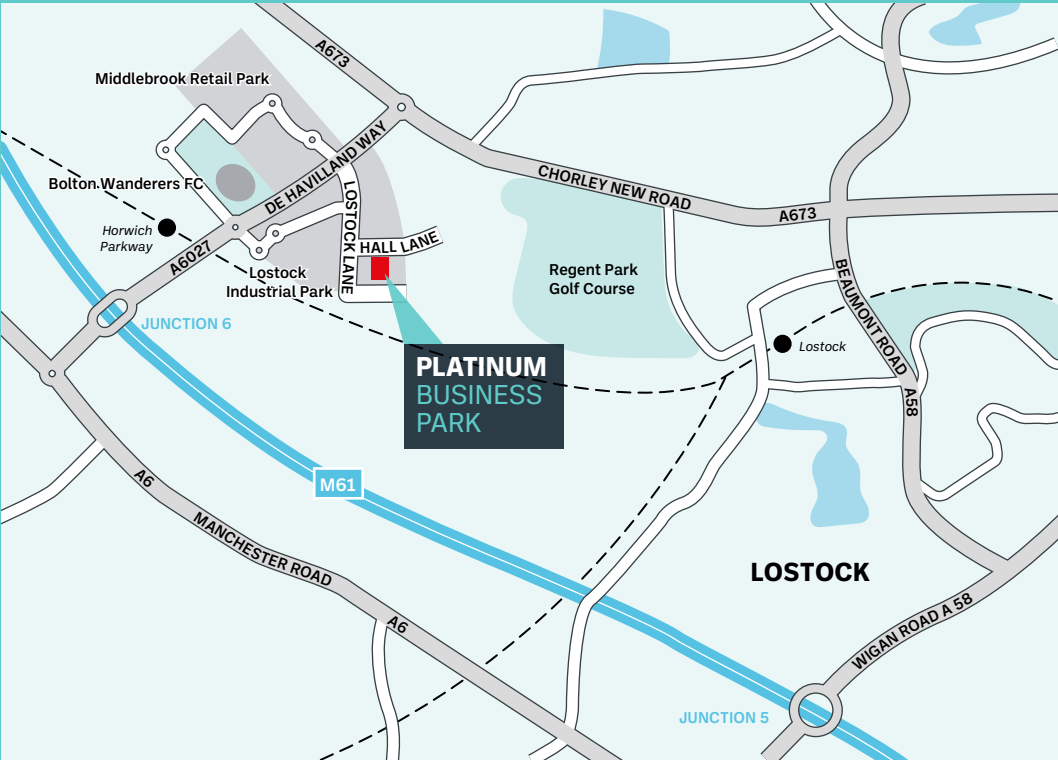 A673
Middlebrook Retail Park
DE HAVILLAND WAY
CHORLEY NEW ROAD
A673
Bolton Wanderers FC
LOSTOCK LANE
Horwich
Parkway
HALL LANE
A6027
Lostock
Industrial Park
Regent Park
Golf Course
BEAUMONT ROAD
A58
JUNCTION 6
Lostock
PLATINUM
BUSINESS
PARK
M61
A6
MANCHESTER ROAD
A6
LOSTOCK
WIGAN ROAD A 58
JUNCTION 5